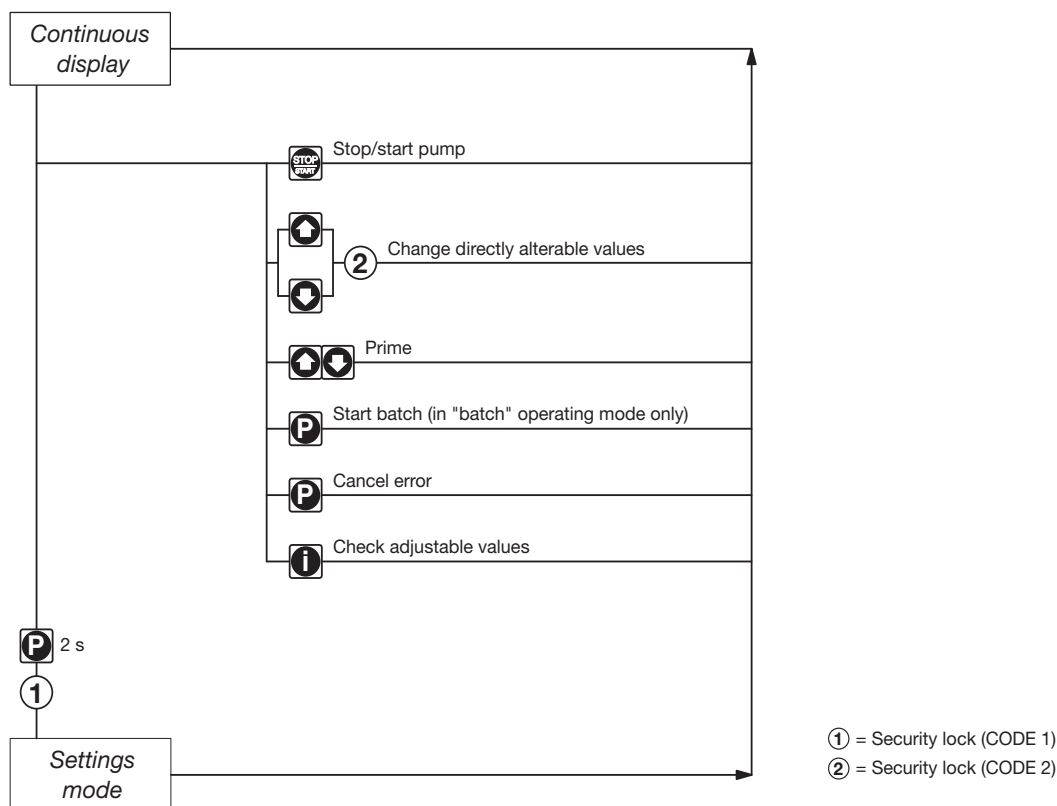 Continuous
display
STOP
START
Stop/start pump
2
Change directly alterable values
Prime
P
Start batch (in "batch" operating mode only)
P
Cancel error
i
Check adjustable values
P 2 s
1
Settings
mode
1 = Security lock (CODE 1)
2 = Security lock (CODE 2)